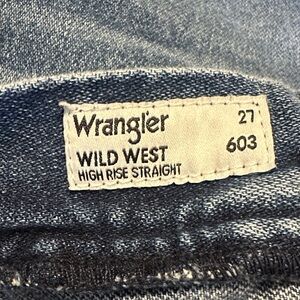 Wrangler 27
WILD WEST 603
HIGH RISE STRAIGHT